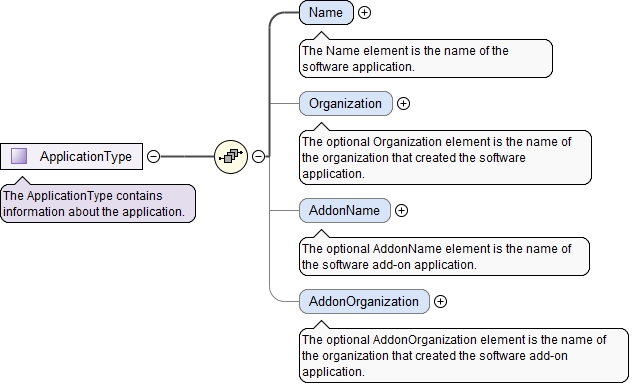 Name
The Name element is the name of the
software application.
Organization
The optional Organization element is the name of
the organization that created the software
application.
ApplicationType
The ApplicationType contains
information about the application.
AddonName
The optional AddonName element is the name of
the software add-on application.
AddonOrganization
The optional AddonOrganization element is the name of
the organization that created the software add-on
application.